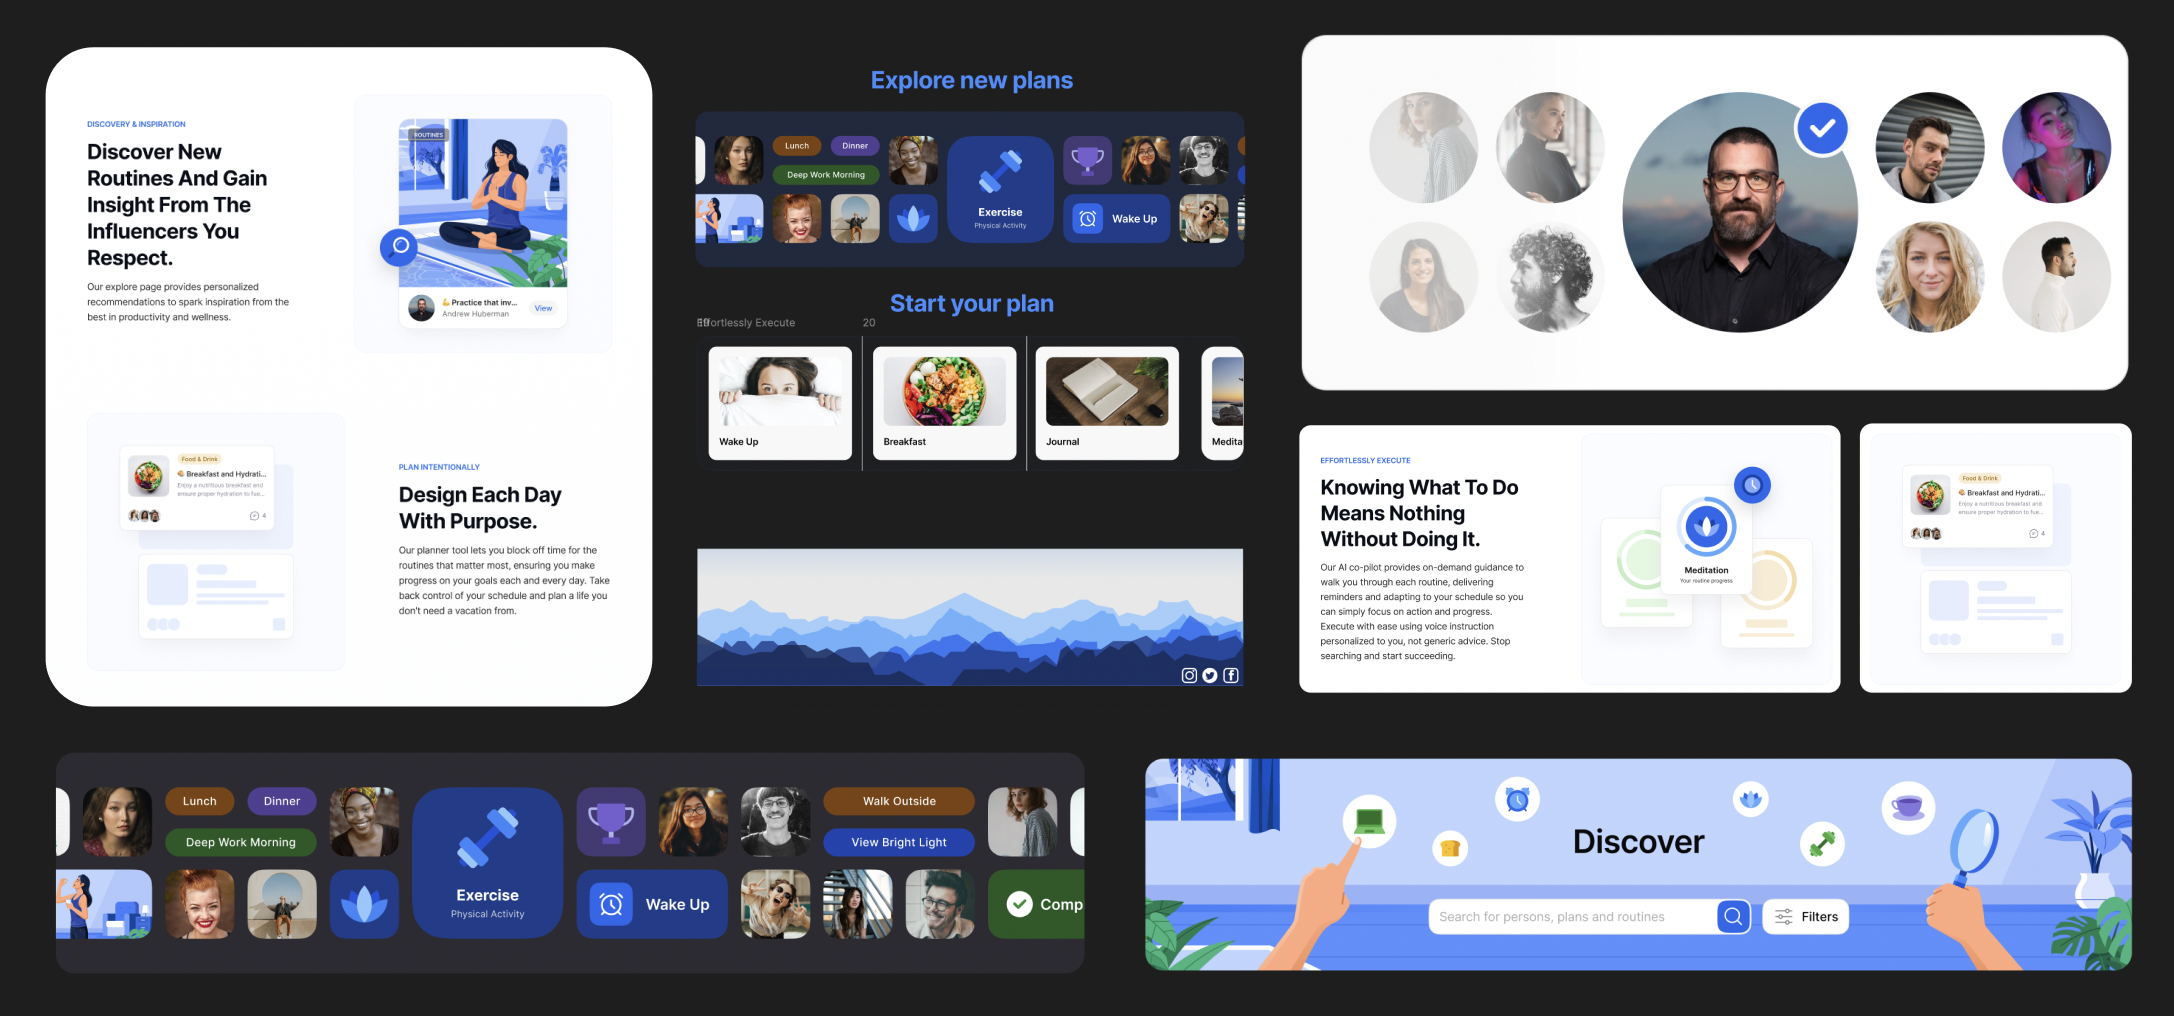 DISCOVERY & INSPIRATION
Discover New
Routines And Gain
Insight From The
Influencers You
Respect.
Our explore page provides personalized
recommendations to spark inspiration from the
best in productivity and wellness.
ROUTINES
💪 Practice that inv...
Andrew Huberman
View
Food & Drink
Breakfast and Hydrati...
Enjoy a nutritious breakfast and
ensure proper hydration to fue...
4
PLAN INTENTIONALLY
Design Each Day
With Purpose.
Our planner tool lets you block off time for the
routines that matter most, ensuring you make
progress on your goals each and every day. Take
back control of your schedule and plan a life you
don't need a vacation from.
Explore new plans
Lunch
Dinner
Deep Work Morning
Exercise
Physical Activity
Wake Up
Start your plan
Effortlessly Execute
20
Wake Up
Breakfast
Journal
Medita
EFFORTLESSLY EXECUTE
Knowing What To Do
Means Nothing
Without Doing It.
Our AI co-pilot provides on-demand guidance to
walk you through each routine, delivering
reminders and adapting to your schedule so you
can simply focus on action and progress.
Execute with ease using voice instruction
personalized to you, not generic advice. Stop
searching and start succeeding.
Meditation
Your routine progress
Food & Drink
Breakfast and Hydrati...
Enjoy a nutritious breakfast and
ensure proper hydration to fue...
4
Lunch
Dinner
Deep Work Morning
Exercise
Physical Activity
Wake Up
Walk Outside
View Bright Light
Comp
Discover
Search for persons, plans and routines
Filters